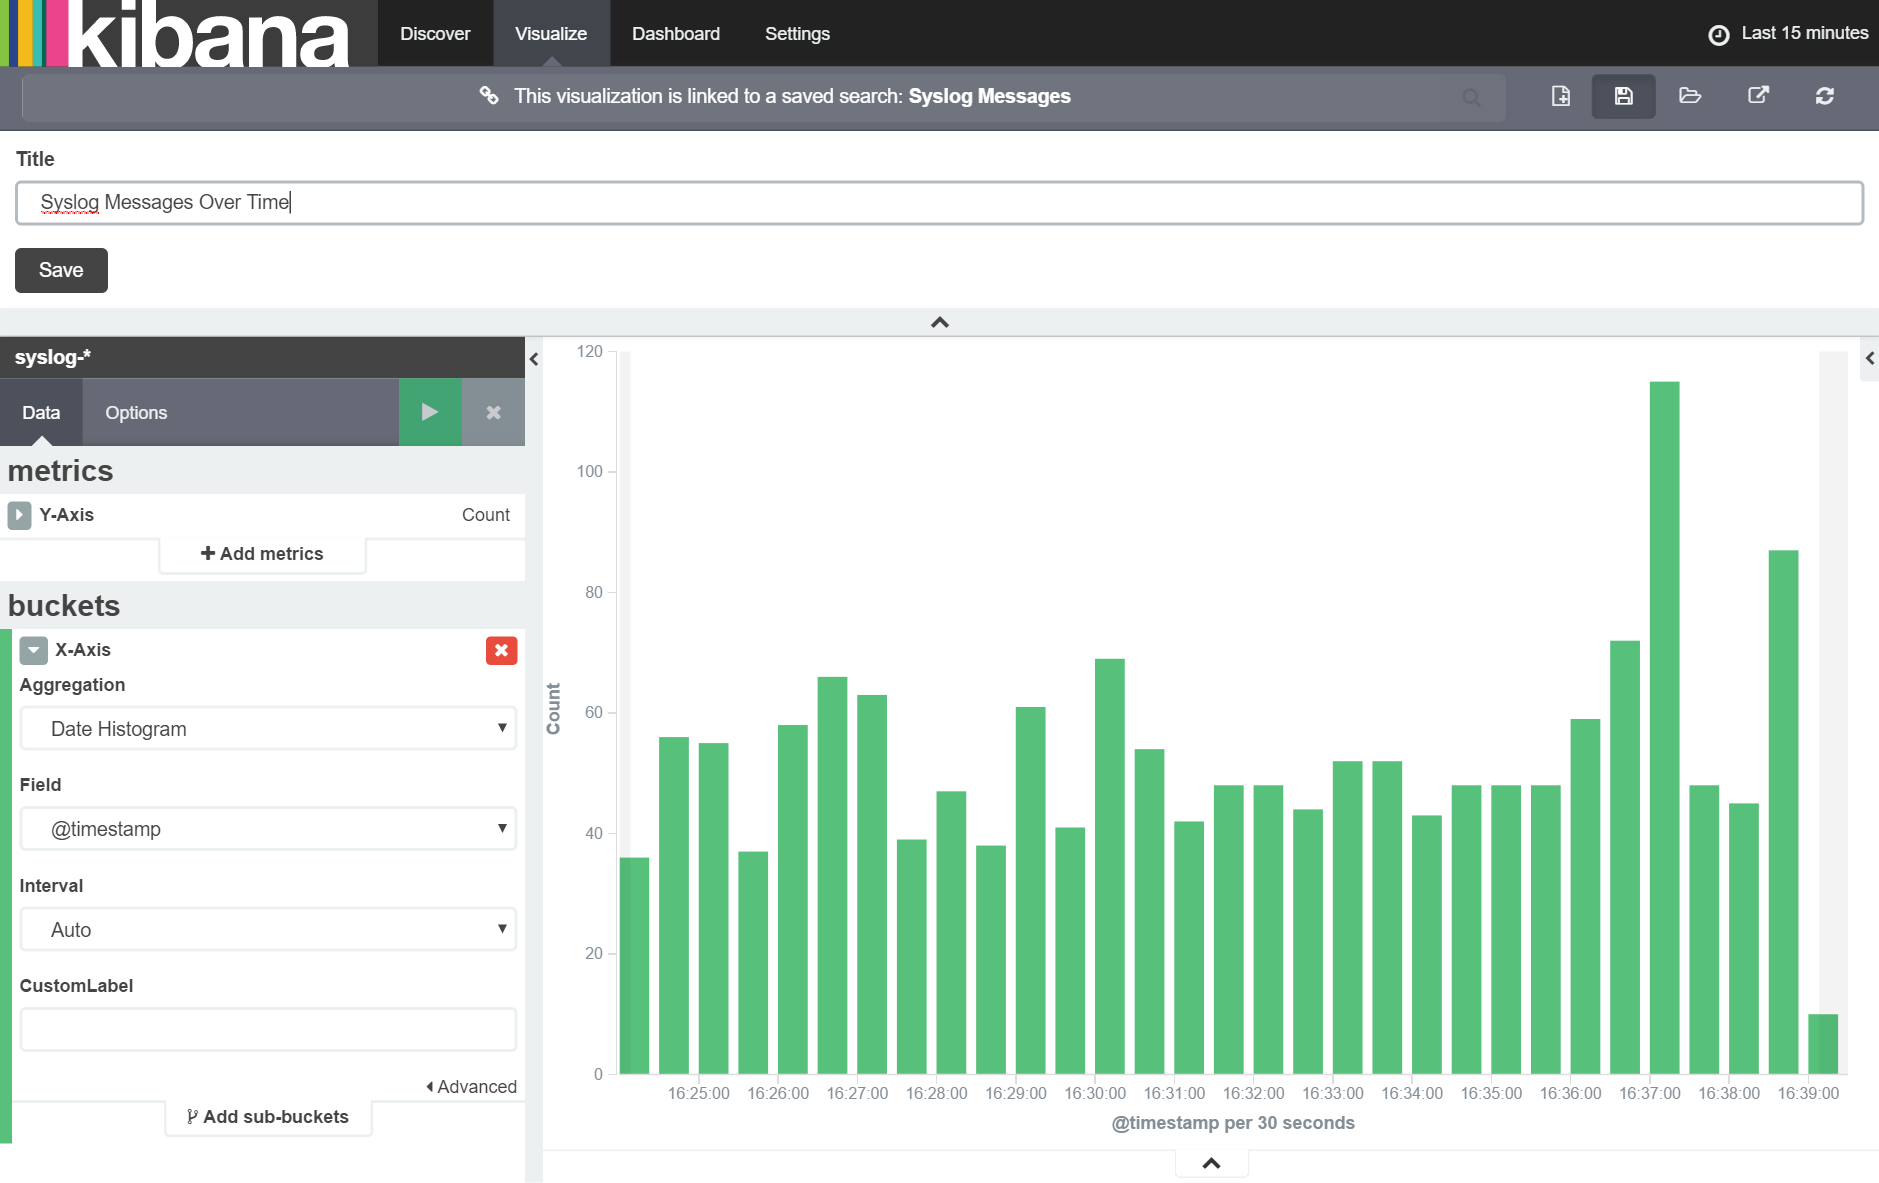 kibana
Discover
Visualize
Dashboard
Settings
Last 15 minutes
This visualization is linked to a saved search: Syslog Messages
Title
Syslog Messages Over Time
Save
syslog-*
Data
Options
metrics
Y-Axis
Count
Add metrics
buckets
X-Axis
Aggregation
Date Histogram
Field
@timestamp
Interval
Auto
CustomLabel
Advanced
Add sub-buckets
120
100
80
60
40
20
0
Count
16:25:00 16:26:00 16:27:00 16:28:00 16:29:00 16:30:00 16:31:00 16:32:00 16:33:00 16:34:00 16:35:00 16:36:00 16:37:00 16:38:00 16:39:00
@timestamp per 30 seconds